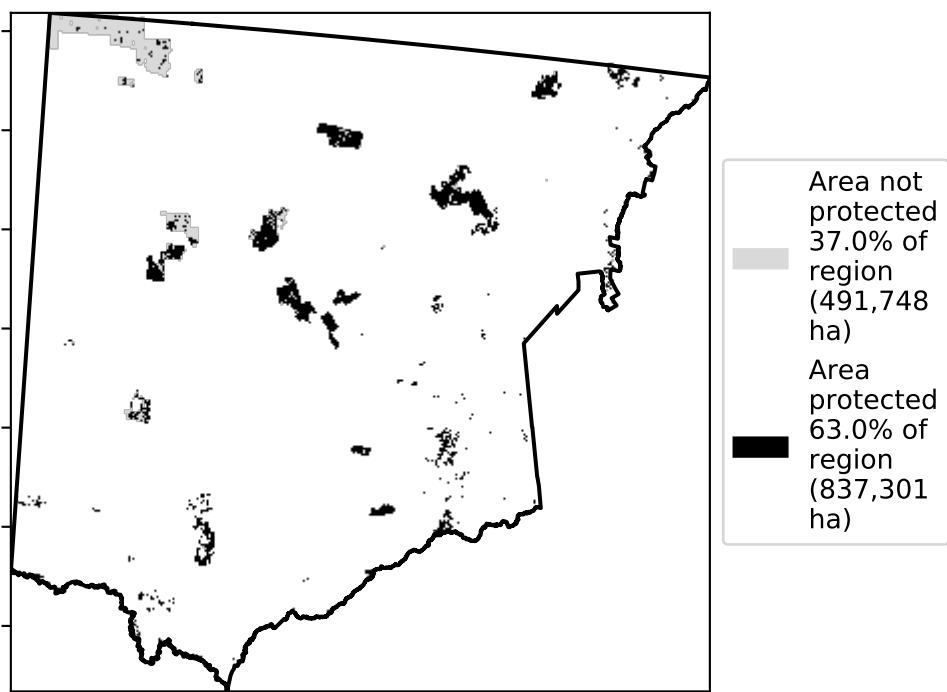 Area not
protected
37.0% of
region
(491,748
ha)
Area
protected
63.0% of
region
(837,301
ha)